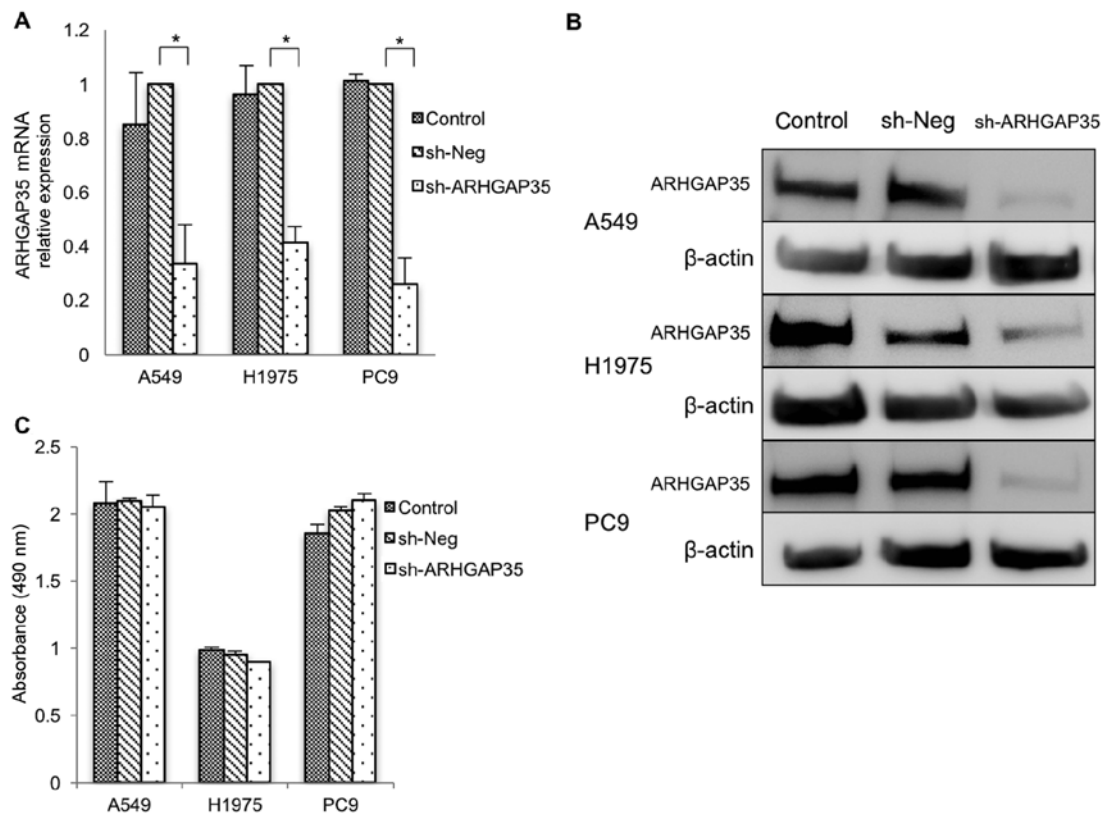 A
ARHGAP35 mRNA
relative expression
1.2
1
0.8
0.6
0.4
0.2
0
* * *
Control
sh-Neg
sh-ARHGAP35
A549 H1975 PC9
B
Control sh-Neg sh-ARHGAP35
A549
ARHGAP35
β-actin
H1975
ARHGAP35
β-actin
PC9
ARHGAP35
β-actin
C
Absorbance (490 nm)
2.5
2
1.5
1
0.5
0
Control
sh-Neg
sh-ARHGAP35
A549 H1975 PC9